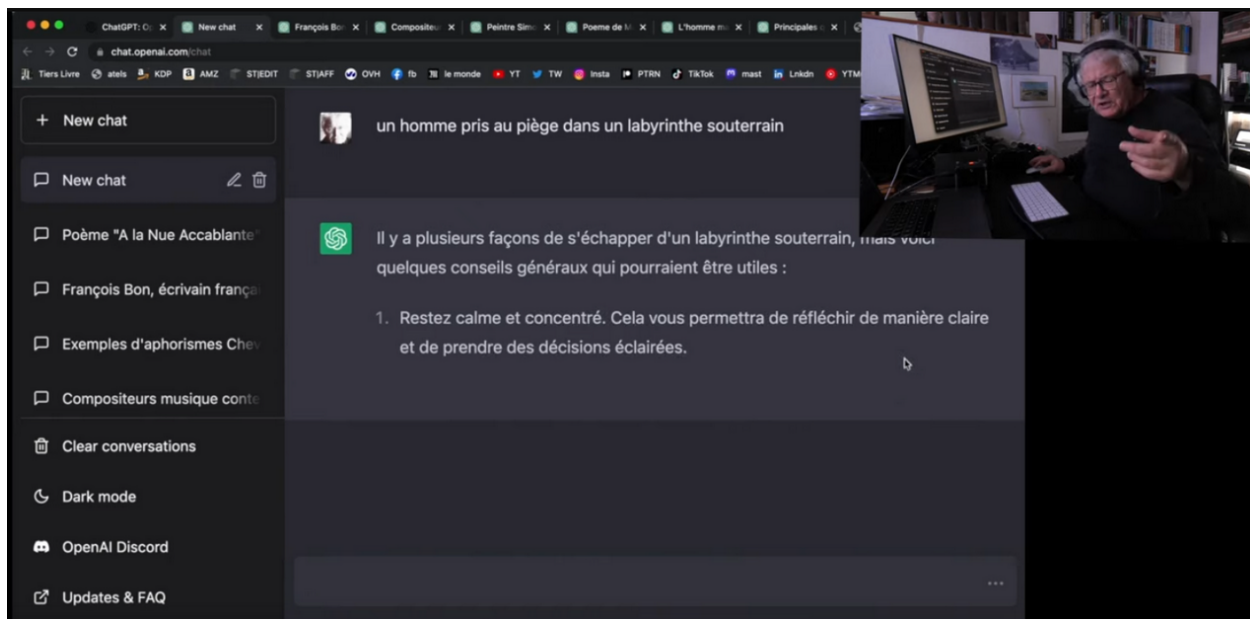 ChatGPT: O
New chat
François Bon
Composite
Peintre Sim
Poeme de M
L'homme m
Principales c
chat.openai.com/chat
Tiers Livre
atels
KDP
AMZ
ST|EDIT
ST|AFF
OVH
fb
le monde
YT
TW
Insta
PTRN
TikTok
mast
Lnkdn
YTM
+ New chat
New chat
Poème "A la Nue Accablante"
François Bon, écrivain frança
Exemples d'aphorismes Chev
Compositeurs musique conte
Clear conversations
Dark mode
OpenAI Discord
Updates & FAQ
un homme pris au piège dans un labyrinthe souterrain
Il y a plusieurs façons de s'échapper d'un labyrinthe souterrain, mais voici
quelques conseils généraux qui pourraient être utiles :
1. Restez calme et concentré. Cela vous permettra de réfléchir de manière claire
et de prendre des décisions éclairées.